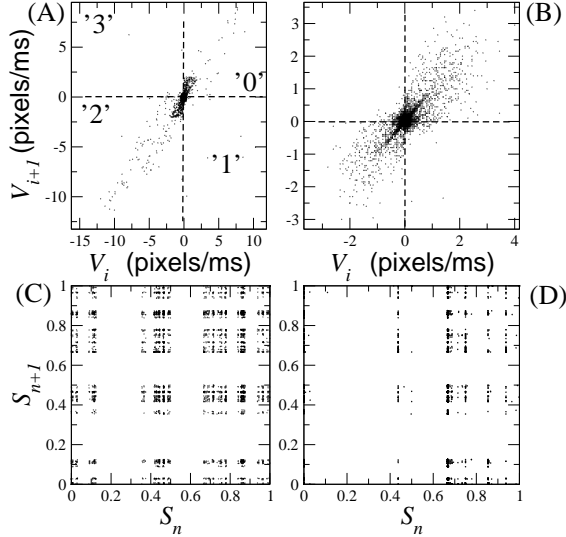 (A) (B)
'3' '0'
'2' '1'
5
0
-5
-10
3
2
1
0
-1
-2
-3
V_{i+1} (pixels/ms)
-15 -10 -5 0 5 10
-2 0 2 4
V_i (pixels/ms) V_i (pixels/ms)
(C) (D)
1
0.8
0.6
0.4
0.2
0
S_{n+1}
0 0.2 0.4 0.6 0.8 1
0 0.2 0.4 0.6 0.8 1
S_n S_n